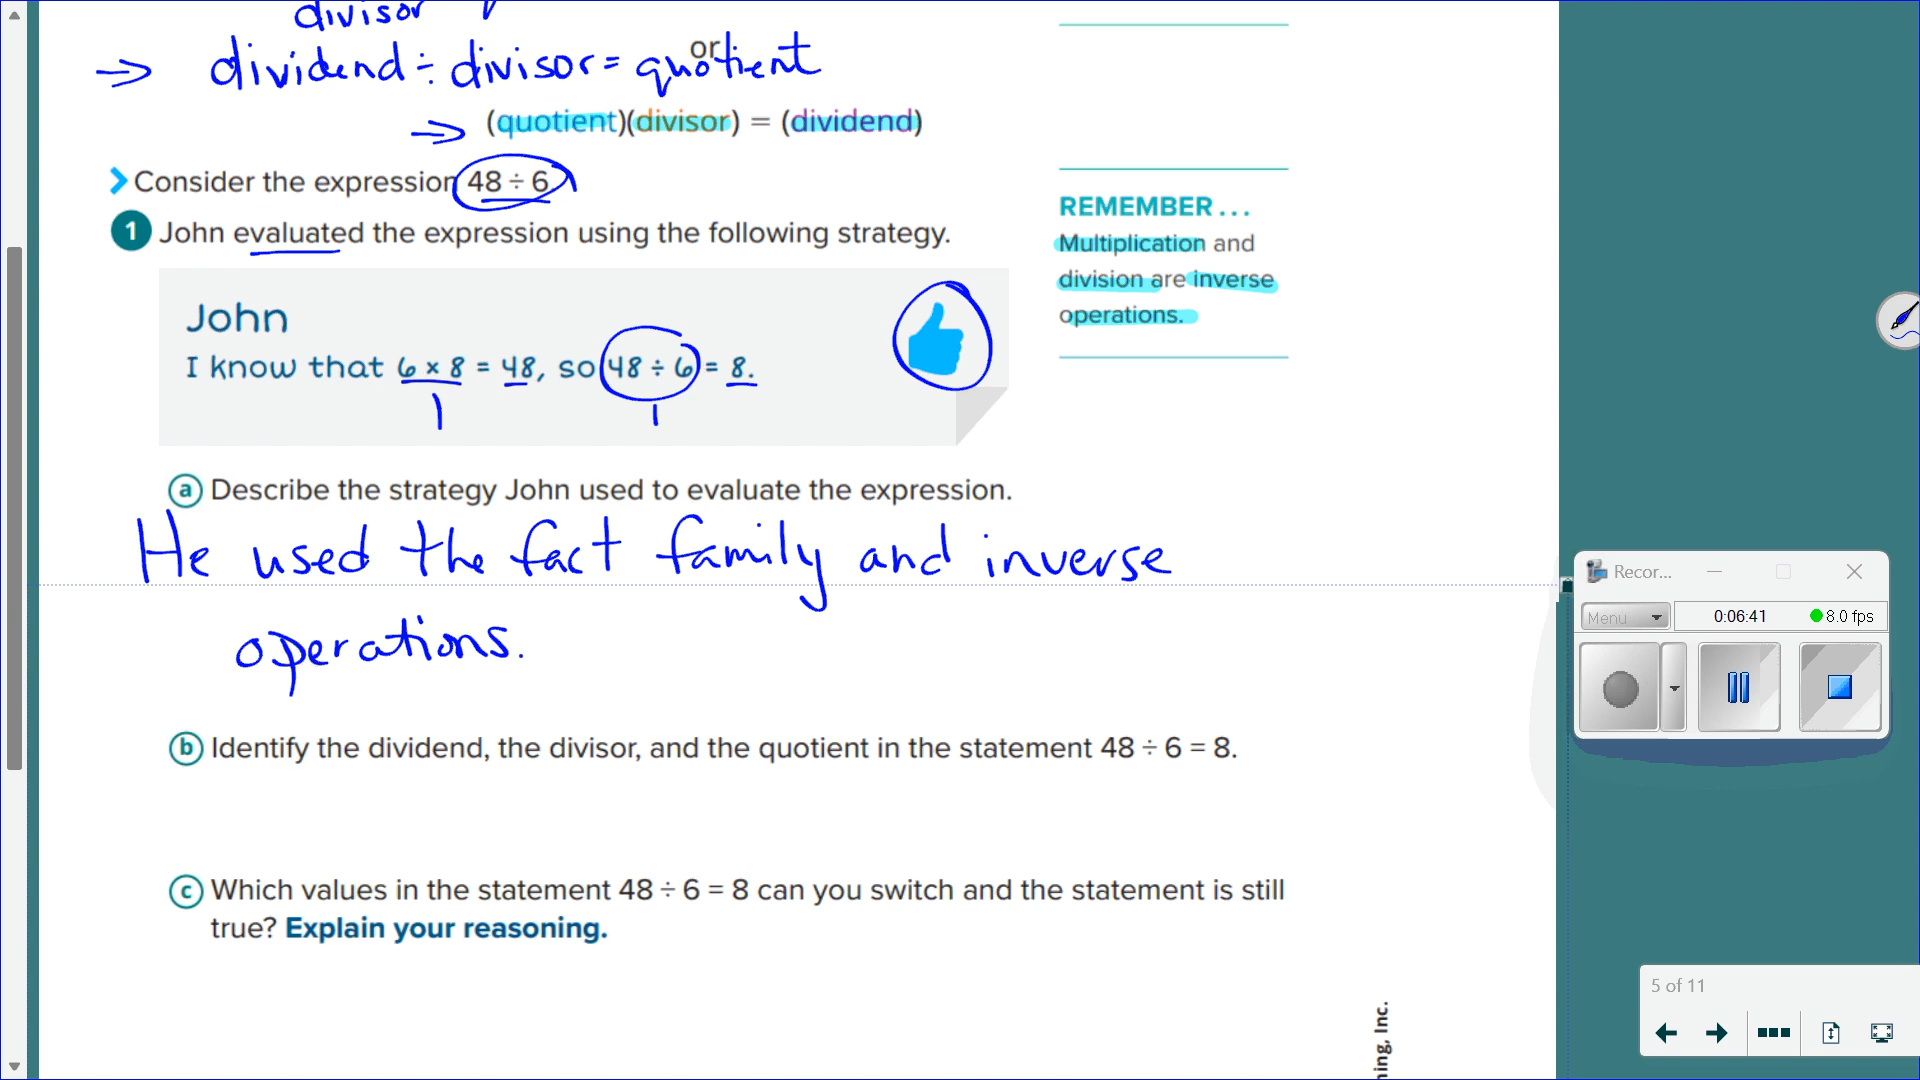 divisor
or
→ dividend ÷ divisor = quotient
→ (quotient)(divisor) = (dividend)
Consider the expression 48 ÷ 6
1 John evaluated the expression using the following strategy.
John
I know that 6 × 8 = 48, so 48 ÷ 6 = 8.
REMEMBER...
Multiplication and
division are inverse
operations.
a Describe the strategy John used to evaluate the expression.
He used the fact family and inverse
operations.
b Identify the dividend, the divisor, and the quotient in the statement 48 ÷ 6 = 8.
c Which values in the statement 48 ÷ 6 = 8 can you switch and the statement is still
true? Explain your reasoning.
ning, Inc.
Recor...
Menu 0:06:41 8.0 fps
5 of 11